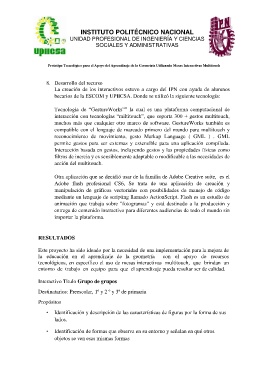 INSTITUTO POLITÉCNICO NACIONAL
UNIDAD PROFESIONAL DE INGENIERÍA Y CIENCIAS
SOCIALES Y ADMINISTRATIVAS
upiicsa
Prototipo Tecnológico para el Apoyo del Aprendizaje de la Geometría Utilizando Mesas Interactivas Multitouch
8. Desarrollo del recurso
La creación de los interactivos estuvo a cargo del IPN con ayuda de alumnos
becarios de la ESCOM y UPIICSA. Donde se utilizó la siguiente tecnología:
Tecnología de "GestureWorks" la cual es una plataforma computacional de
interacción con tecnologías "multitouch", que soporta 300 + gestos multitouch,
muchos más que cualquier otro marco de software. GestureWorks también es
compatible con el lenguaje de marcado primero del mundo para multitouch y
reconocimiento de movimiento, gesto Markup Language ( GML ) . GML
permite gestos para ser externas y extensible para una aplicación compilada.
Interacción basada en gestos, incluyendo gestos y las propiedades físicas como
filtros de inercia y es sensiblemente adaptable o modificable a las necesidades de
acción del multitouch.
Otra aplicación que se decidió usar de la familia de Adobe Creative suite, es el
Adobe flash profesional CS6, Se trata de una aplicación de creación y
manipulación de gráficos vectoriales con posibilidades de manejo de código
mediante un lenguaje de scripting llamado ActionScript. Flash es un estudio de
animación que trabaja sobre "fotogramas" y está destinado a la producción y
entrega de contenido interactivo para diferentes audiencias de todo el mundo sin
importar la plataforma.
RESULTADOS
Este proyecto ha sido ideado por la necesidad de una implementación para la mejora de
la educación en el aprendizaje de la geometría con el apoyo de recursos
tecnológicos, en específico el uso de mesas interactivas multitouch, que brindan un
entorno de trabajo en equipo para que el aprendizaje pueda resultar ser de calidad.
Interactivo Titulo Grupo de grupos
Destinatarios: Preescolar, 1º y 2 º y 3º de primaria
Propósitos
• Identificación y descripción de las características de figuras por la forma de sus
lados.
• Identificación de formas que observa en su entorno y señalan en qué otros
objetos se ven esas mismas formas